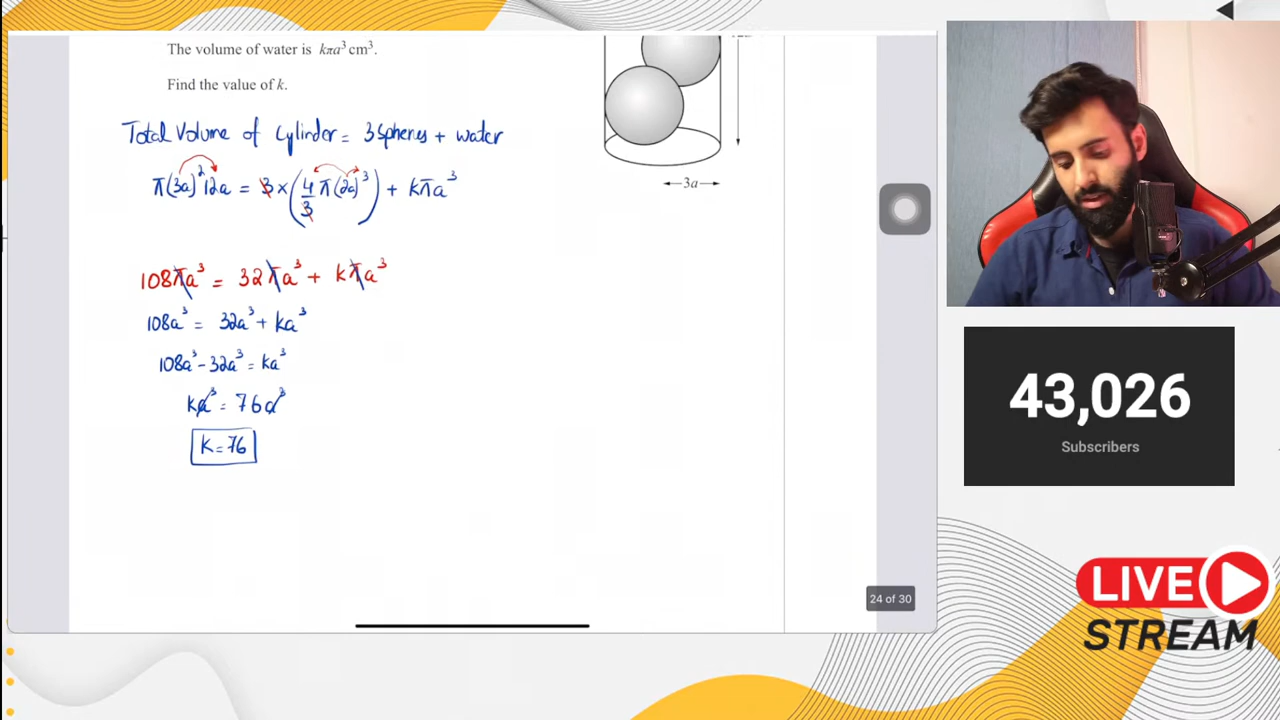 The volume of water is kπa³ cm³.
Find the value of k.
Total Volume of Cylinder = 3 Spheres + water
π(3a)²12a = 3 × (4/3 π(2a)³) + kπa³
108πa³ = 32πa³ + kπa³
108a³ = 32a³ + ka³
108a³ - 32a³ = ka³
ka³ = 76a³
K = 76
3a
24 of 30
43,026
Subscribers
LIVE
STREAM